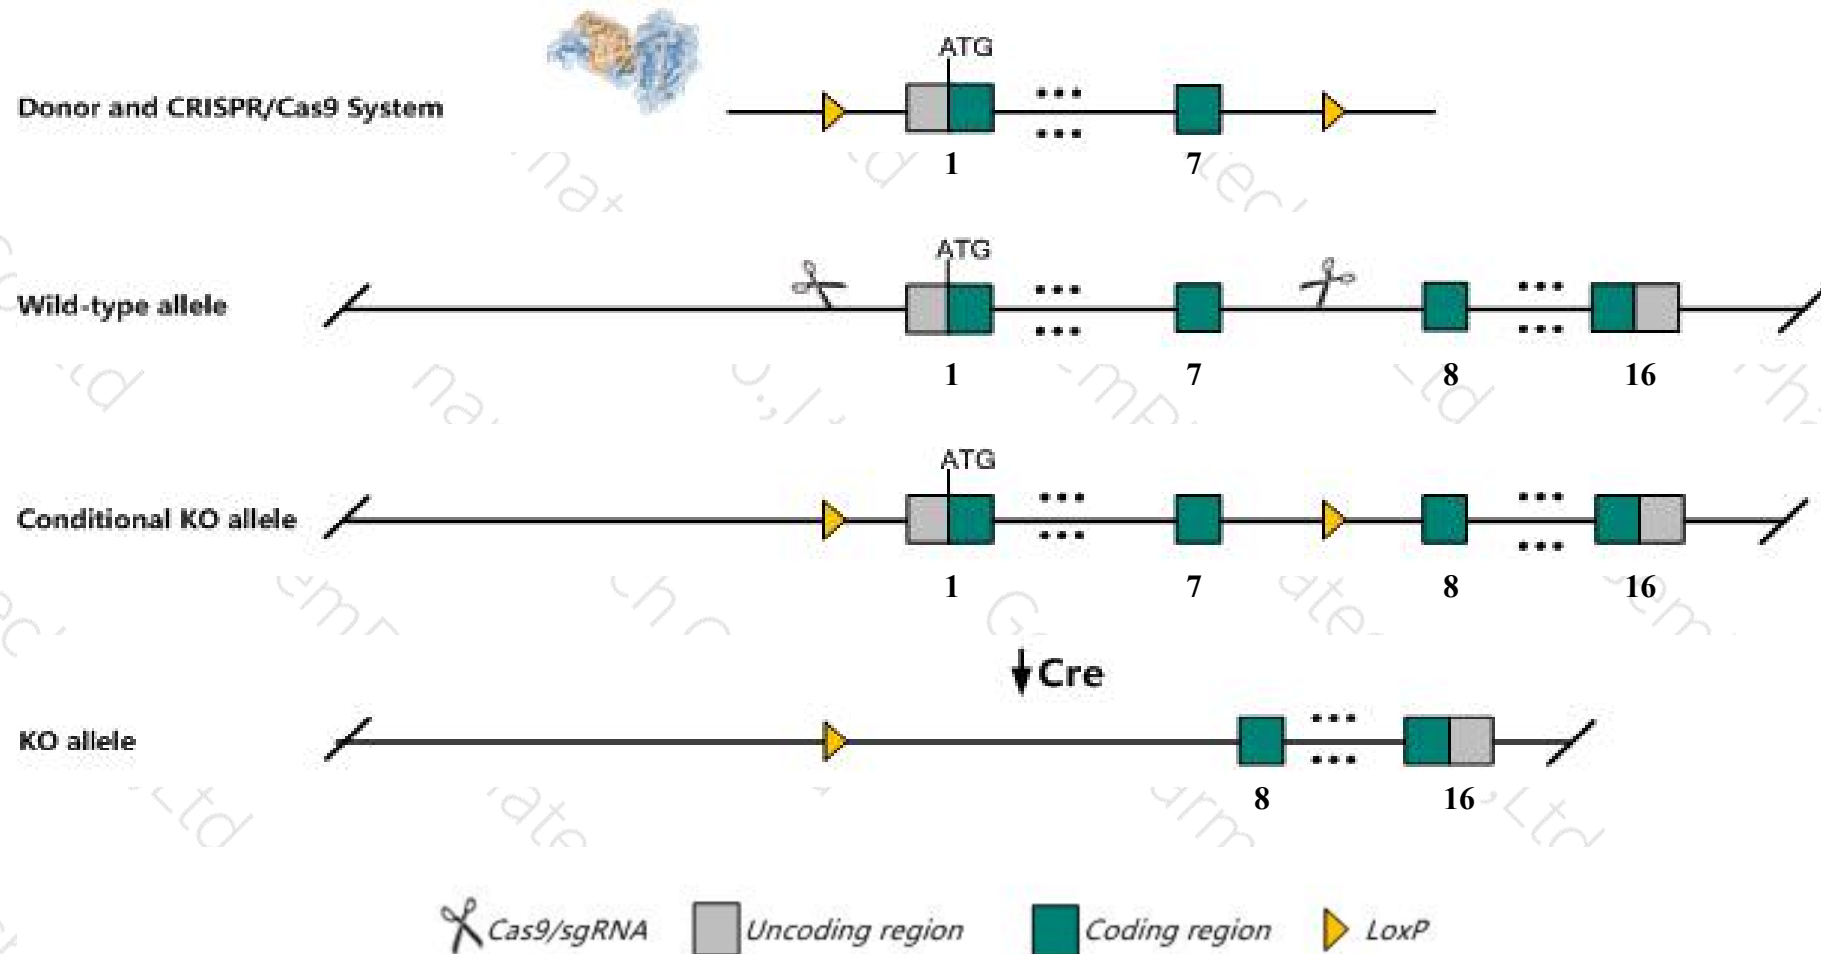 ATG
Donor and CRISPR/Cas9 System
1 7
ATG
Wild-type allele
1 7 8 16
ATG
Conditional KO allele
1 7 8 16
Cre
KO allele
8 16
Cas9/sgRNA Uncoding region Coding region LoxP